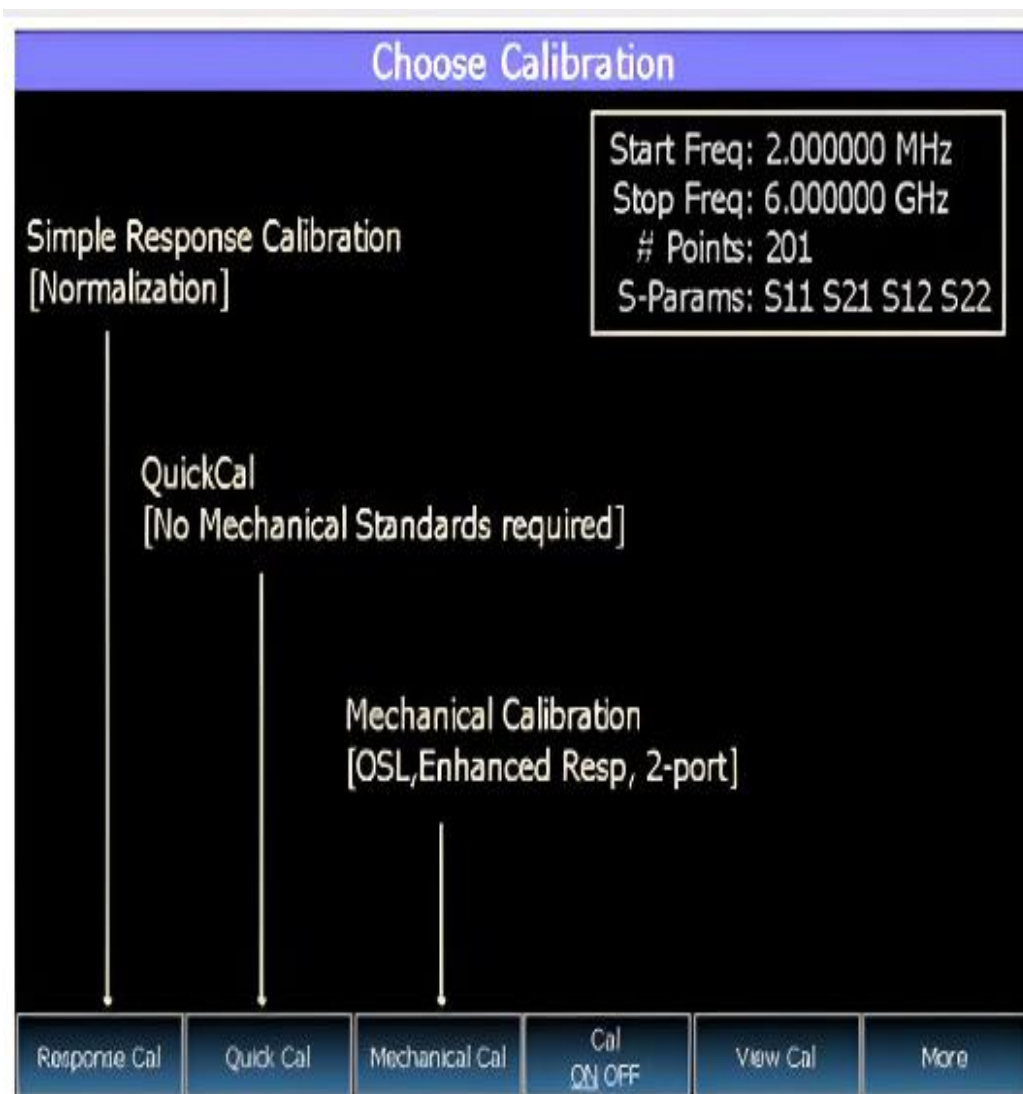 Choose Calibration
Start Freq: 2.000000 MHz
Stop Freq: 6.000000 GHz
# Points: 201
S-Params: S11 S21 S12 S22
Simple Response Calibration
[Normalization]
QuickCal
[No Mechanical Standards required]
Mechanical Calibration
[OSL,Enhanced Resp, 2-port]
Response Cal
Quick Cal
Mechanical Cal
Cal
ON OFF
View Cal
More